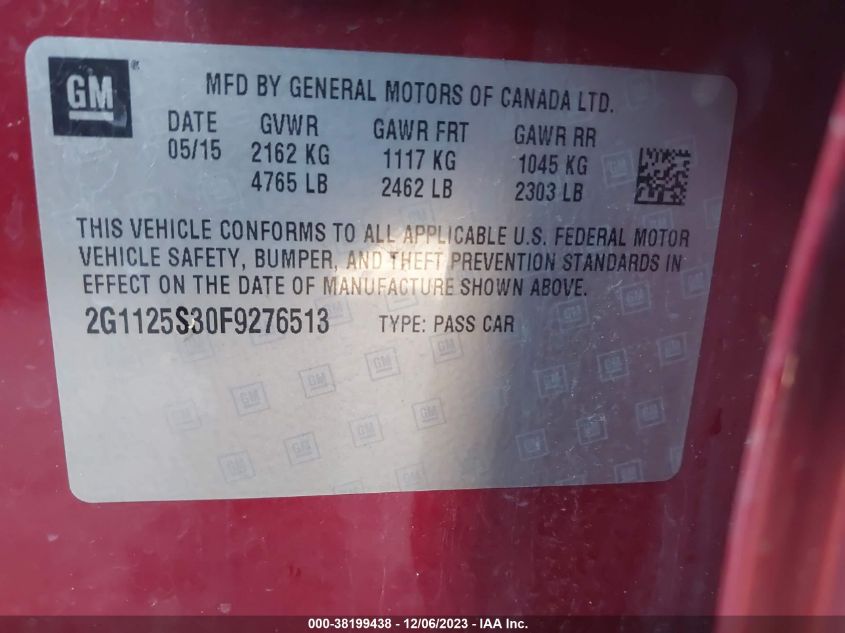 GM
MFD BY GENERAL MOTORS OF CANADA LTD.
DATE GVWR GAWR FRT GAWR RR
05/15 2162 KG 1117 KG 1045 KG
4765 LB 2462 LB 2303 LB
THIS VEHICLE CONFORMS TO ALL APPLICABLE U.S. FEDERAL MOTOR
VEHICLE SAFETY, BUMPER, AND THEFT PREVENTION STANDARDS IN
EFFECT ON THE DATE OF MANUFACTURE SHOWN ABOVE.
2G1125S30F9276513 TYPE: PASS CAR
000-38199438 - 12/06/2023 - IAA Inc.